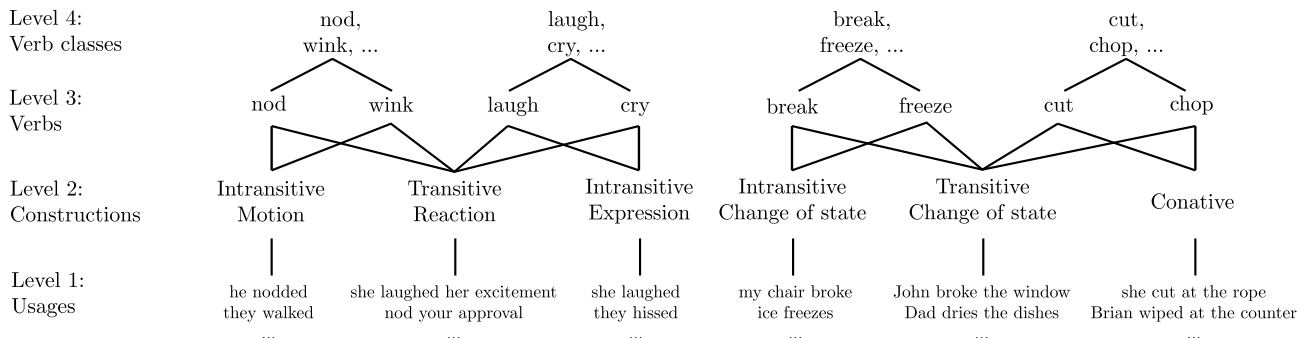 Level 4:
Verb classes
nod,
wink, ...
laugh,
cry, ...
break,
freeze, ...
cut,
chop, ...
Level 3:
Verbs
nod
wink
laugh
cry
break
freeze
cut
chop
Level 2:
Constructions
Intransitive
Motion
Transitive
Reaction
Intransitive
Expression
Intransitive
Change of state
Transitive
Change of state
Conative
Level 1:
Usages
he nodded
they walked
...
she laughed her excitement
nod your approval
...
she laughed
they hissed
...
my chair broke
ice freezes
...
John broke the window
Dad dries the dishes
...
she cut at the rope
Brian wiped at the counter
...